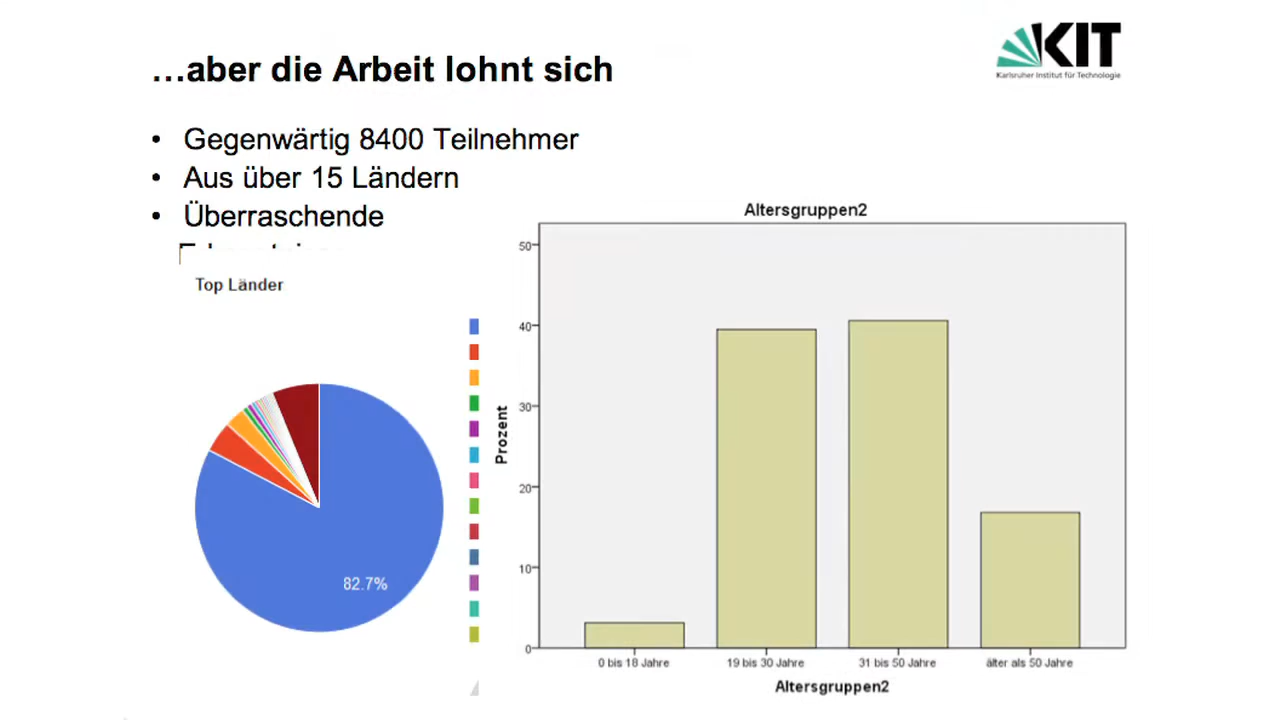 ...aber die Arbeit lohnt sich
KIT
Karlsruher Institut für Technologie
• Gegenwärtig 8400 Teilnehmer
• Aus über 15 Ländern
• Überraschende
Top Länder
82.7%
Altersgruppen2
Prozent
50
40
30
20
10
0
0 bis 18 Jahre
19 bis 30 Jahre
31 bis 50 Jahre
älter als 50 Jahre
Altersgruppen2